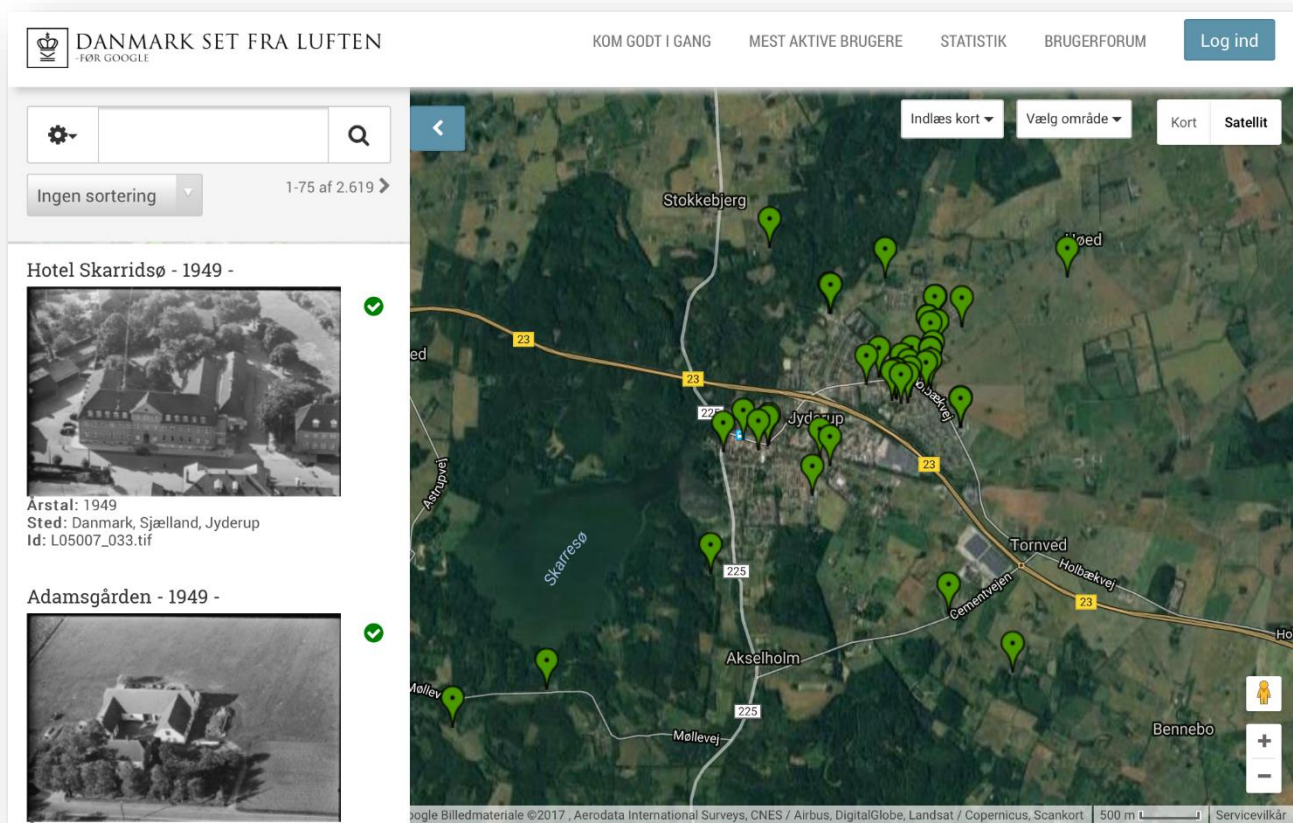 DANMARK SET FRA LUFTEN
-FØR GOOGLE
KOM GODT I GANG
MEST AKTIVE BRUGERE
STATISTIK
BRUGERFORUM
Log ind
Ingen sortering
1-75 af 2.619
Hotel Skarridsø - 1949 -
Årstal: 1949
Sted: Danmark, Sjælland, Jyderup
Id: L05007_033.tif
Adamsgården - 1949 -
Indlæs kort
Vælg område
Kort
Satellit
Stokkebjerg
23
23
225
Jyderup
23
Astrupvej
Skarresø
Tornved
225
Holbækvej
Cementvejen
23
Akselholm
225
Møllevej
Bennebo
Billedmateriale ©2017 , Aerodata International Surveys, CNES / Airbus, DigitalGlobe, Landsat / Copernicus, Scankort
500 m
Servicevilkår